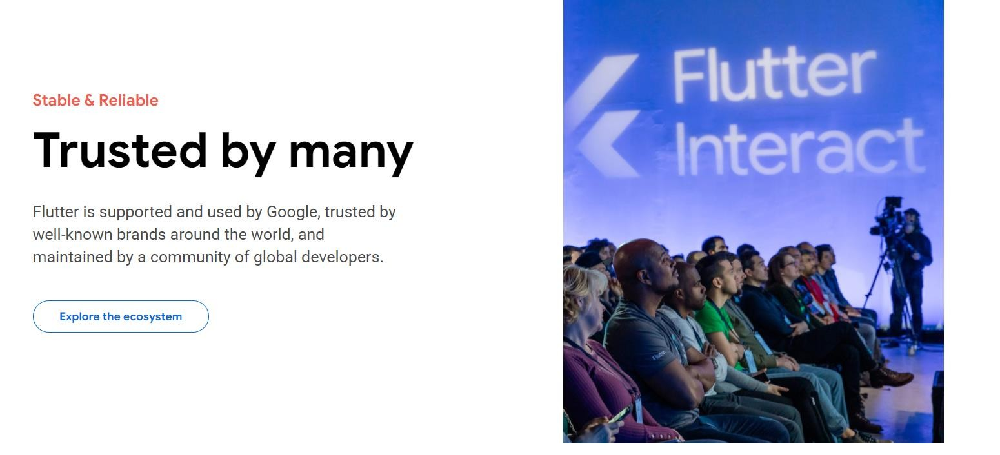 Stable & Reliable
Trusted by many
Flutter is supported and used by Google, trusted by
well-known brands around the world, and
maintained by a community of global developers.
Explore the ecosystem
Flutter
Interact
Flutter